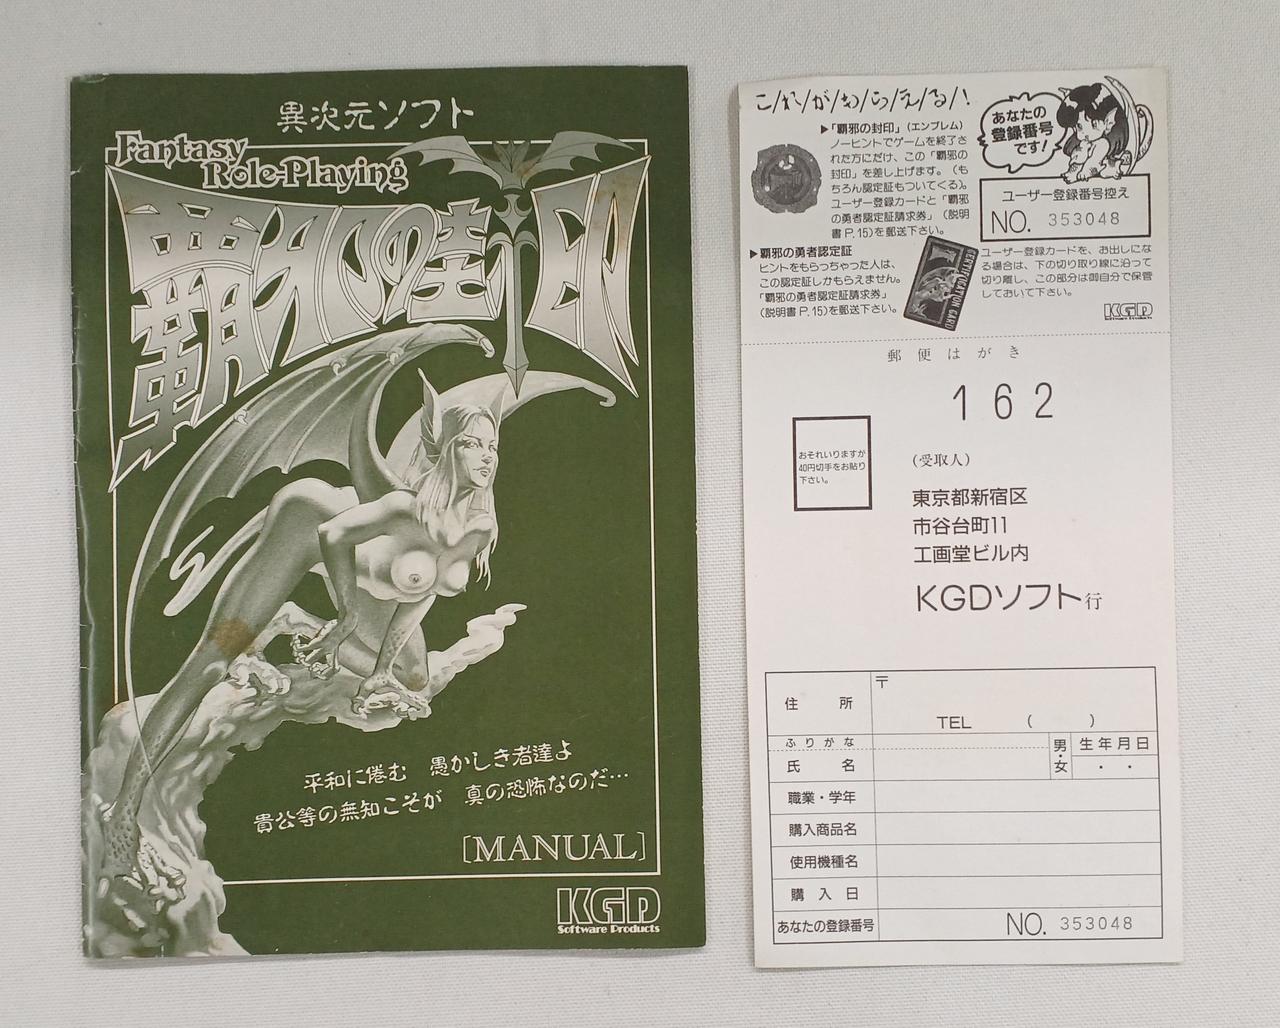 異次元ソフト
Fantasy
Role-Playing
覇邪の封印
平和に倦む 愚かしき者達よ
貴公等の無知こそが 真の恐怖なのだ…
[MANUAL]
KGD
Software Products
これがもらえる!
▶「覇邪の封印」(エンブレム)
ノーヒントでゲームを終了さ
れた方にだけ、この「覇邪の
封印」を差し上げます。(も
ちろん認定証もついてくる)。
ユーザー登録カードと「覇邪
の勇者認定証請求券」(説明
書P.15)を郵送下さい。
▶覇邪の勇者認定証
ヒントをもらっちゃった人は、
この認定証しかもらえません。
「覇邪の勇者認定証請求券」
(説明書P.15)を郵送下さい。
CERTIFICATION CARD
あなたの
登録番号
です!
ユーザー登録番号控え
NO. 353048
ユーザー登録カードを、お出しにな
る場合は、下の切り取り線に沿って
切り離し、この部分は御自分で保管
しておいて下さい。
KGD
Software Products
郵便はがき
162
おそれいりますが
40円切手をお貼り
下さい。
(受取人)
東京都新宿区
市谷台町11
工画堂ビル内
KGDソフト行
住所 〒
TEL ( )
ふりがな
氏名 男・女 生年月日
・ ・
職業・学年
購入商品名
使用機種名
購入日
あなたの登録番号 NO. 353048